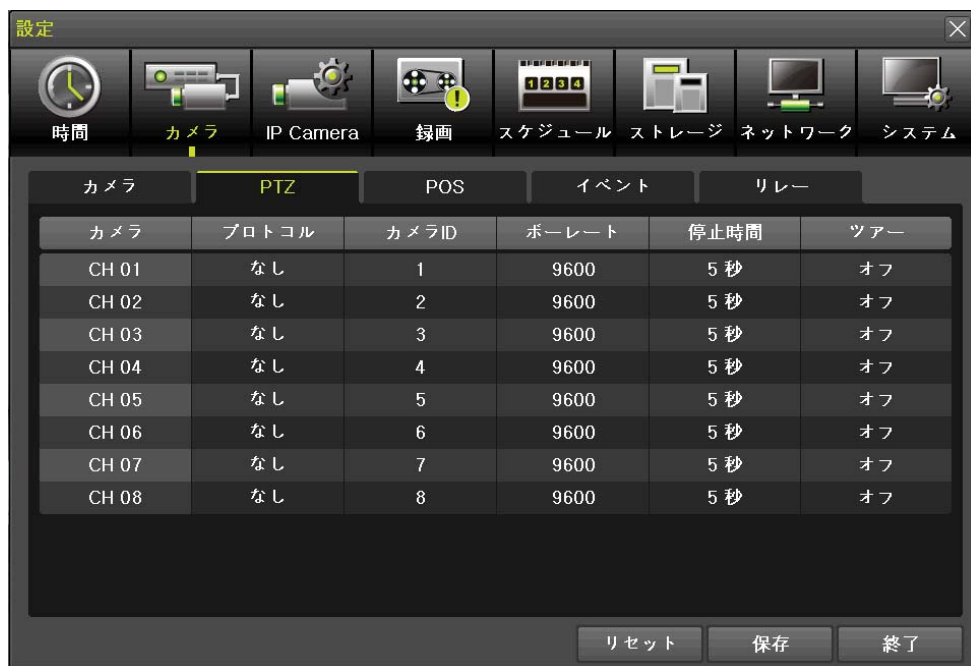 設定
時間 カメラ IP Camera 録画 1234 スケジュール ストレージ ネットワーク システム
カメラ PTZ POS イベント リレー
カメラ プロトコル カメラID ボーレート 停止時間 ツアー
CH 01 なし 1 9600 5 秒 オフ
CH 02 なし 2 9600 5 秒 オフ
CH 03 なし 3 9600 5 秒 オフ
CH 04 なし 4 9600 5 秒 オフ
CH 05 なし 5 9600 5 秒 オフ
CH 06 なし 6 9600 5 秒 オフ
CH 07 なし 7 9600 5 秒 オフ
CH 08 なし 8 9600 5 秒 オフ
リセット 保存 終了